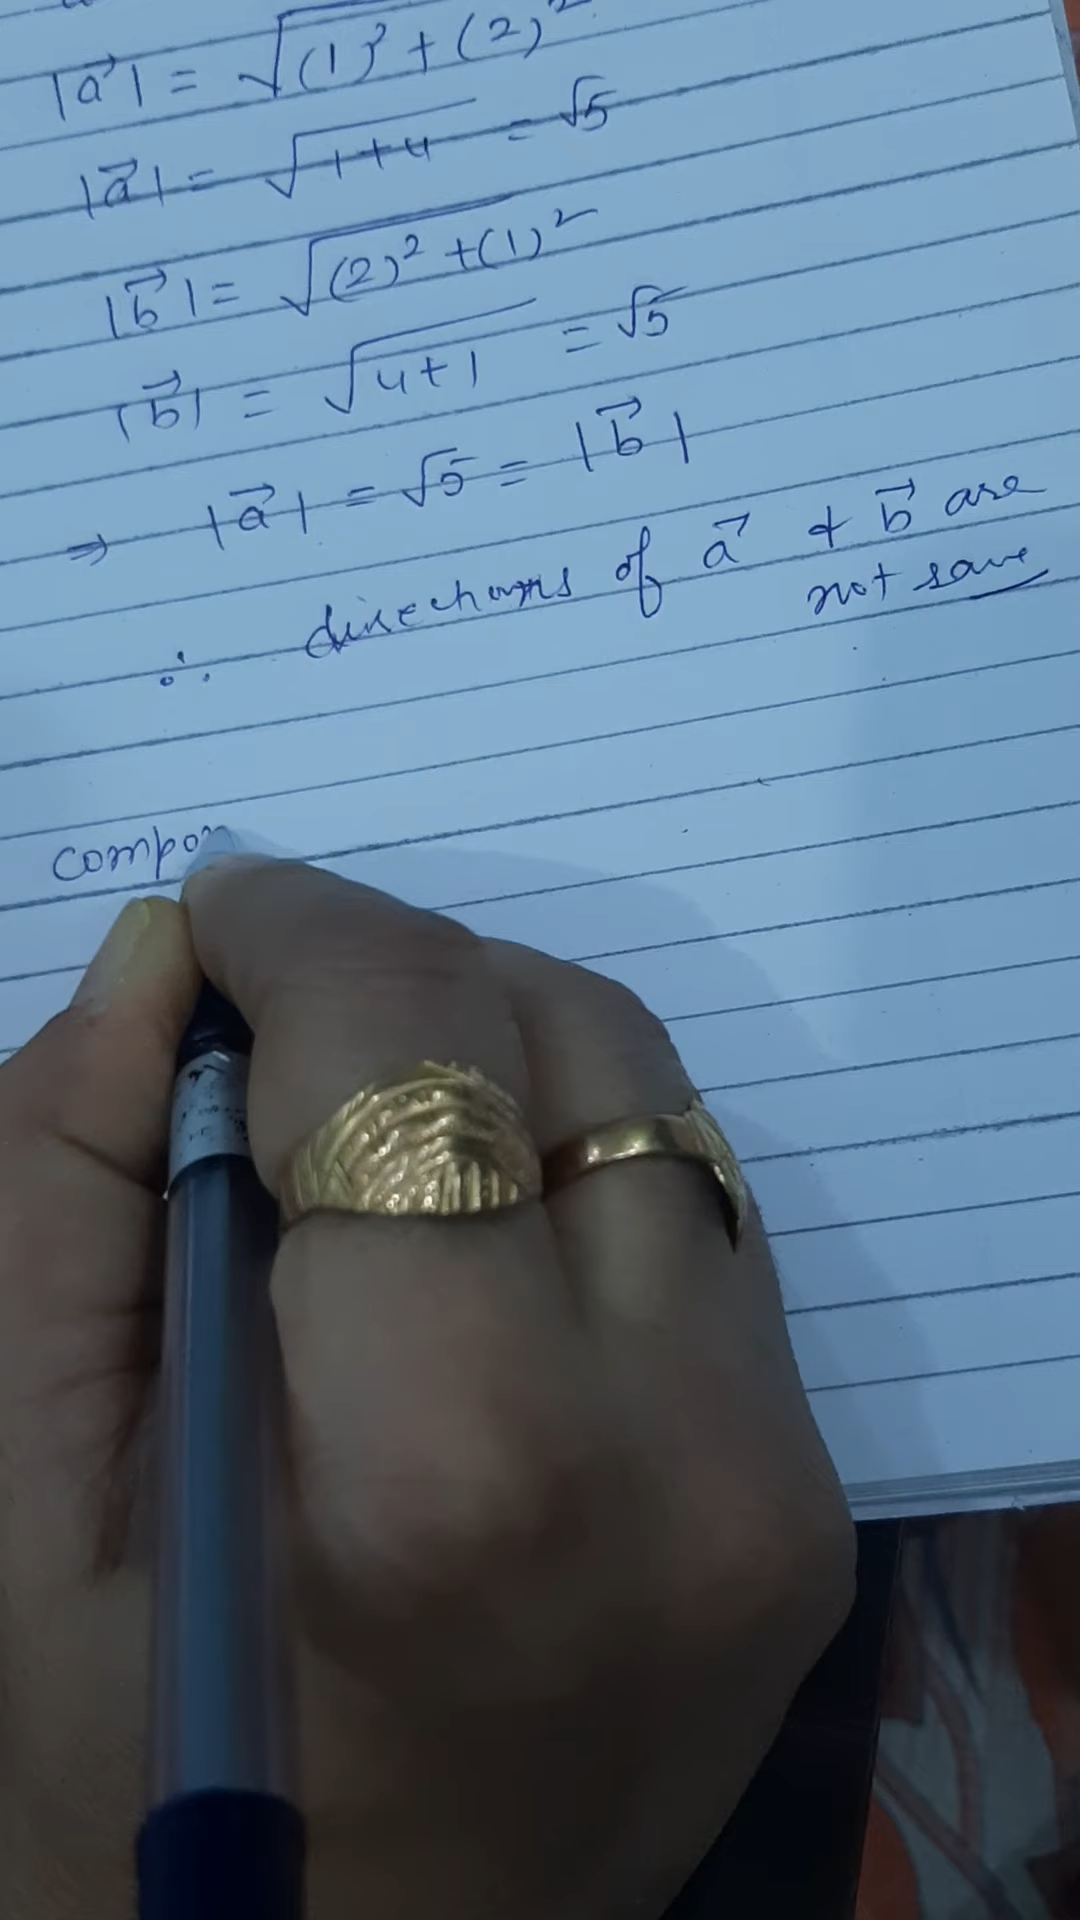 |a⃗| = √(1)² + (2)²
|a⃗| = √1+4 = √5
|b⃗| = √(2)² + (1)²
|b⃗| = √4+1 = √5
⇒ |a⃗| = √5 = |b⃗|
∴ directions of a⃗ & b⃗ are
not same
compon